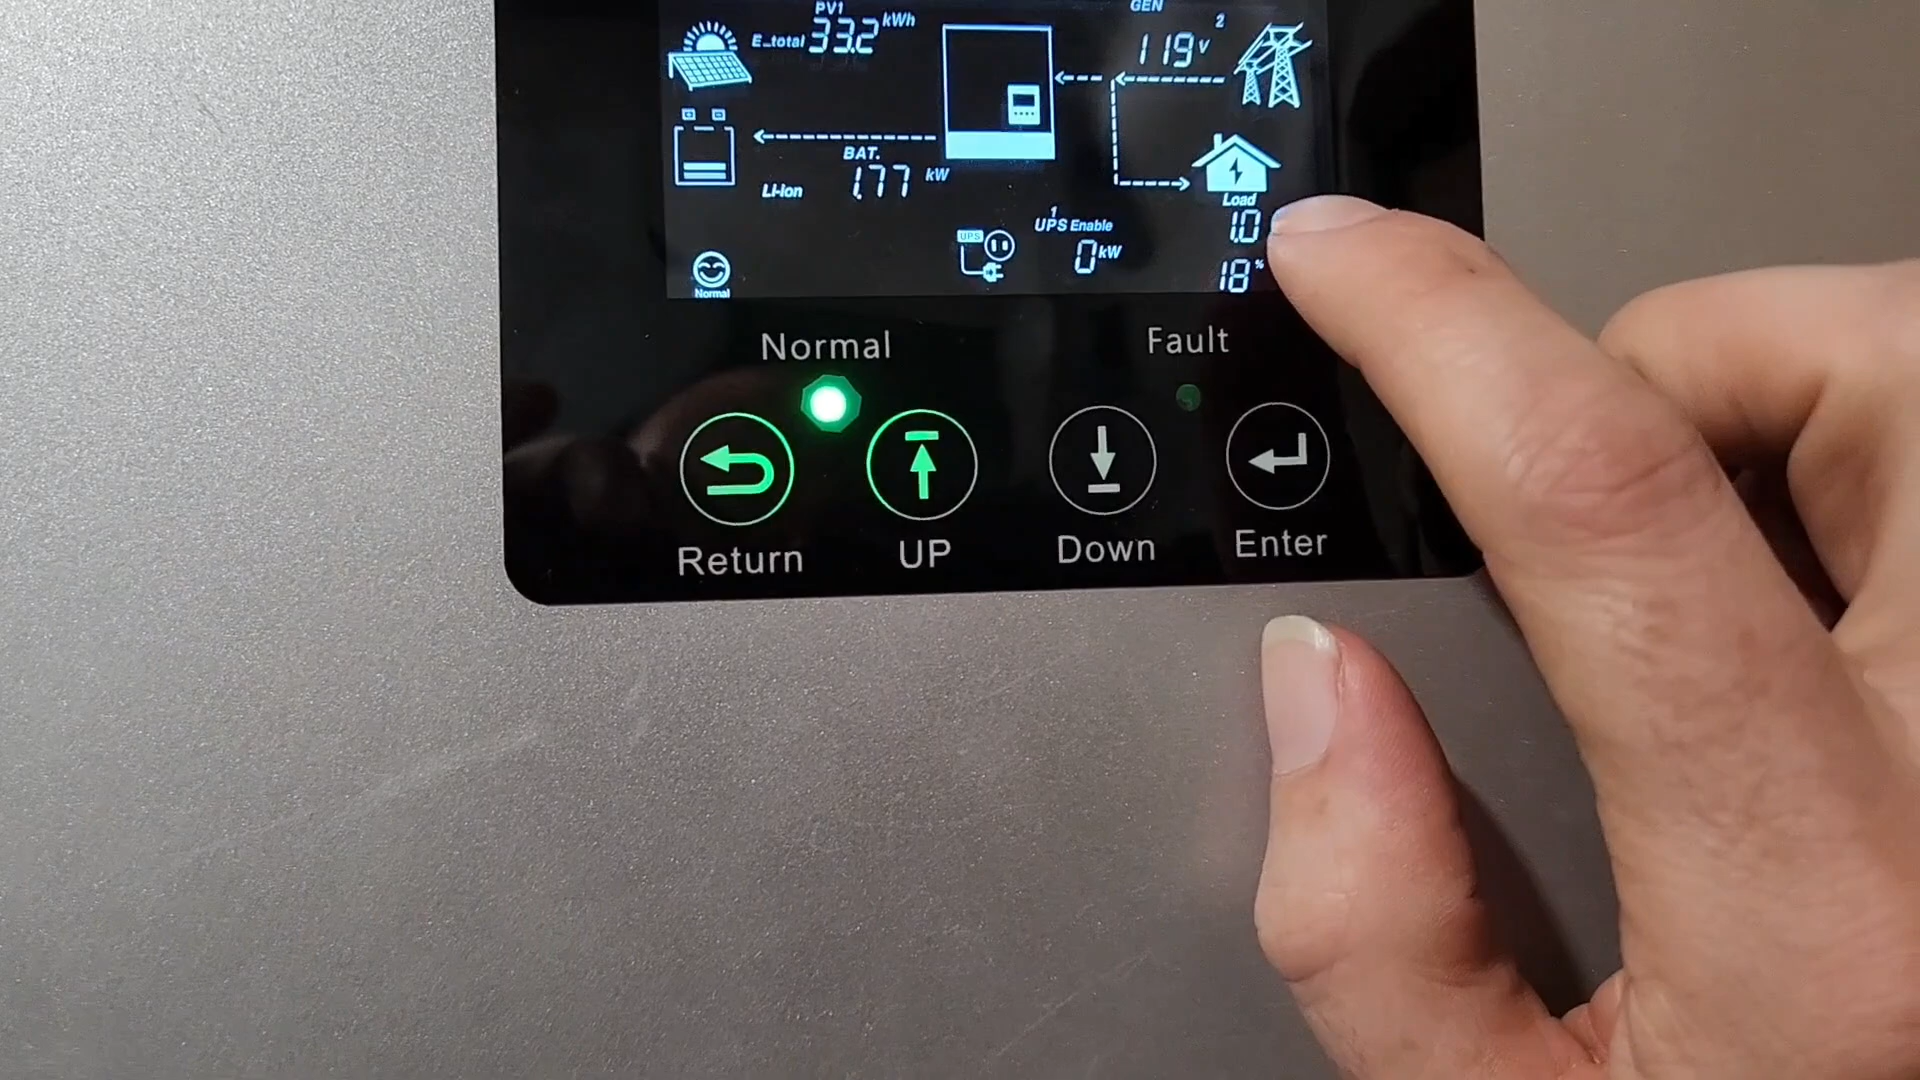 PV1
E_total 33.2 kWh
GEN
2
119 V
BAT.
Li-ion 1.77 kW
Load
1.0
18 %
1
UPS Enable
UPS
0 kW
Normal
Normal
Fault
Return
UP
Down
Enter